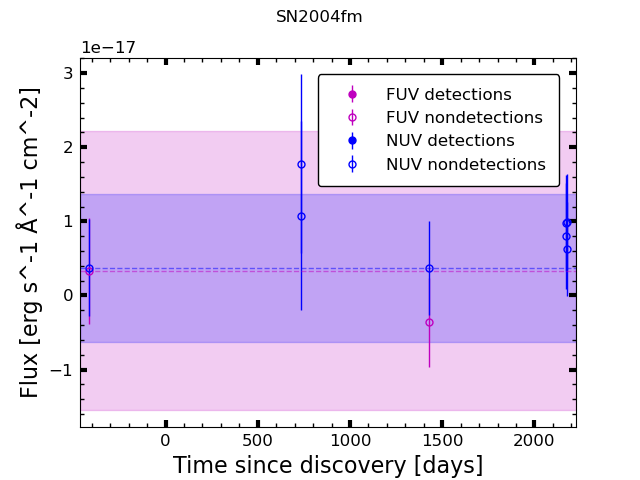 SN2004fm
1e−17
3
2
1
0
−1
FUV detections
FUV nondetections
NUV detections
NUV nondetections
0 500 1000 1500 2000
Time since discovery [days]
Flux [erg s^-1 Å^-1 cm^-2]